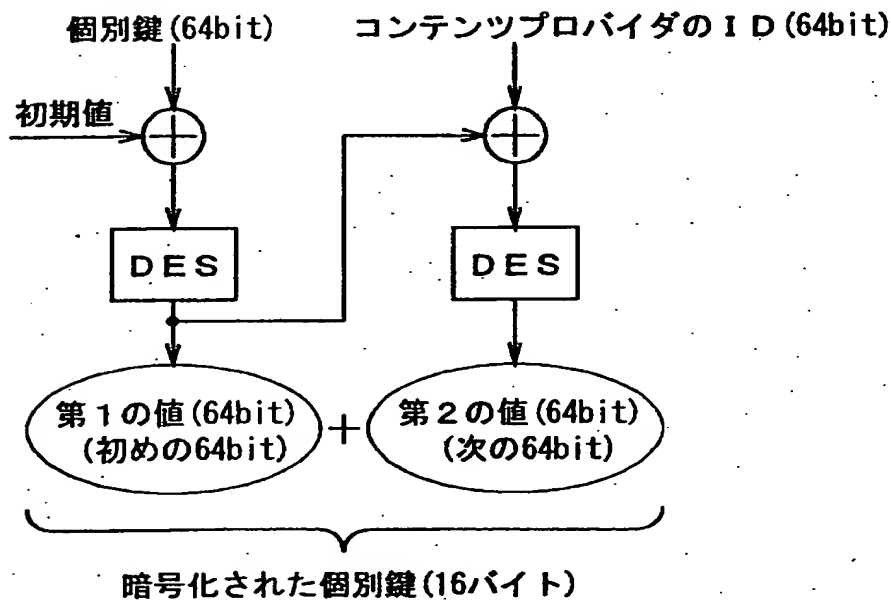 個別鍵(64bit)
コンテンツプロバイダのＩＤ(64bit)
初期値
ＤＥＳ
ＤＥＳ
第１の値(64bit)
(初めの64bit)
+
第２の値(64bit)
(次の64bit)
暗号化された個別鍵(16バイト)